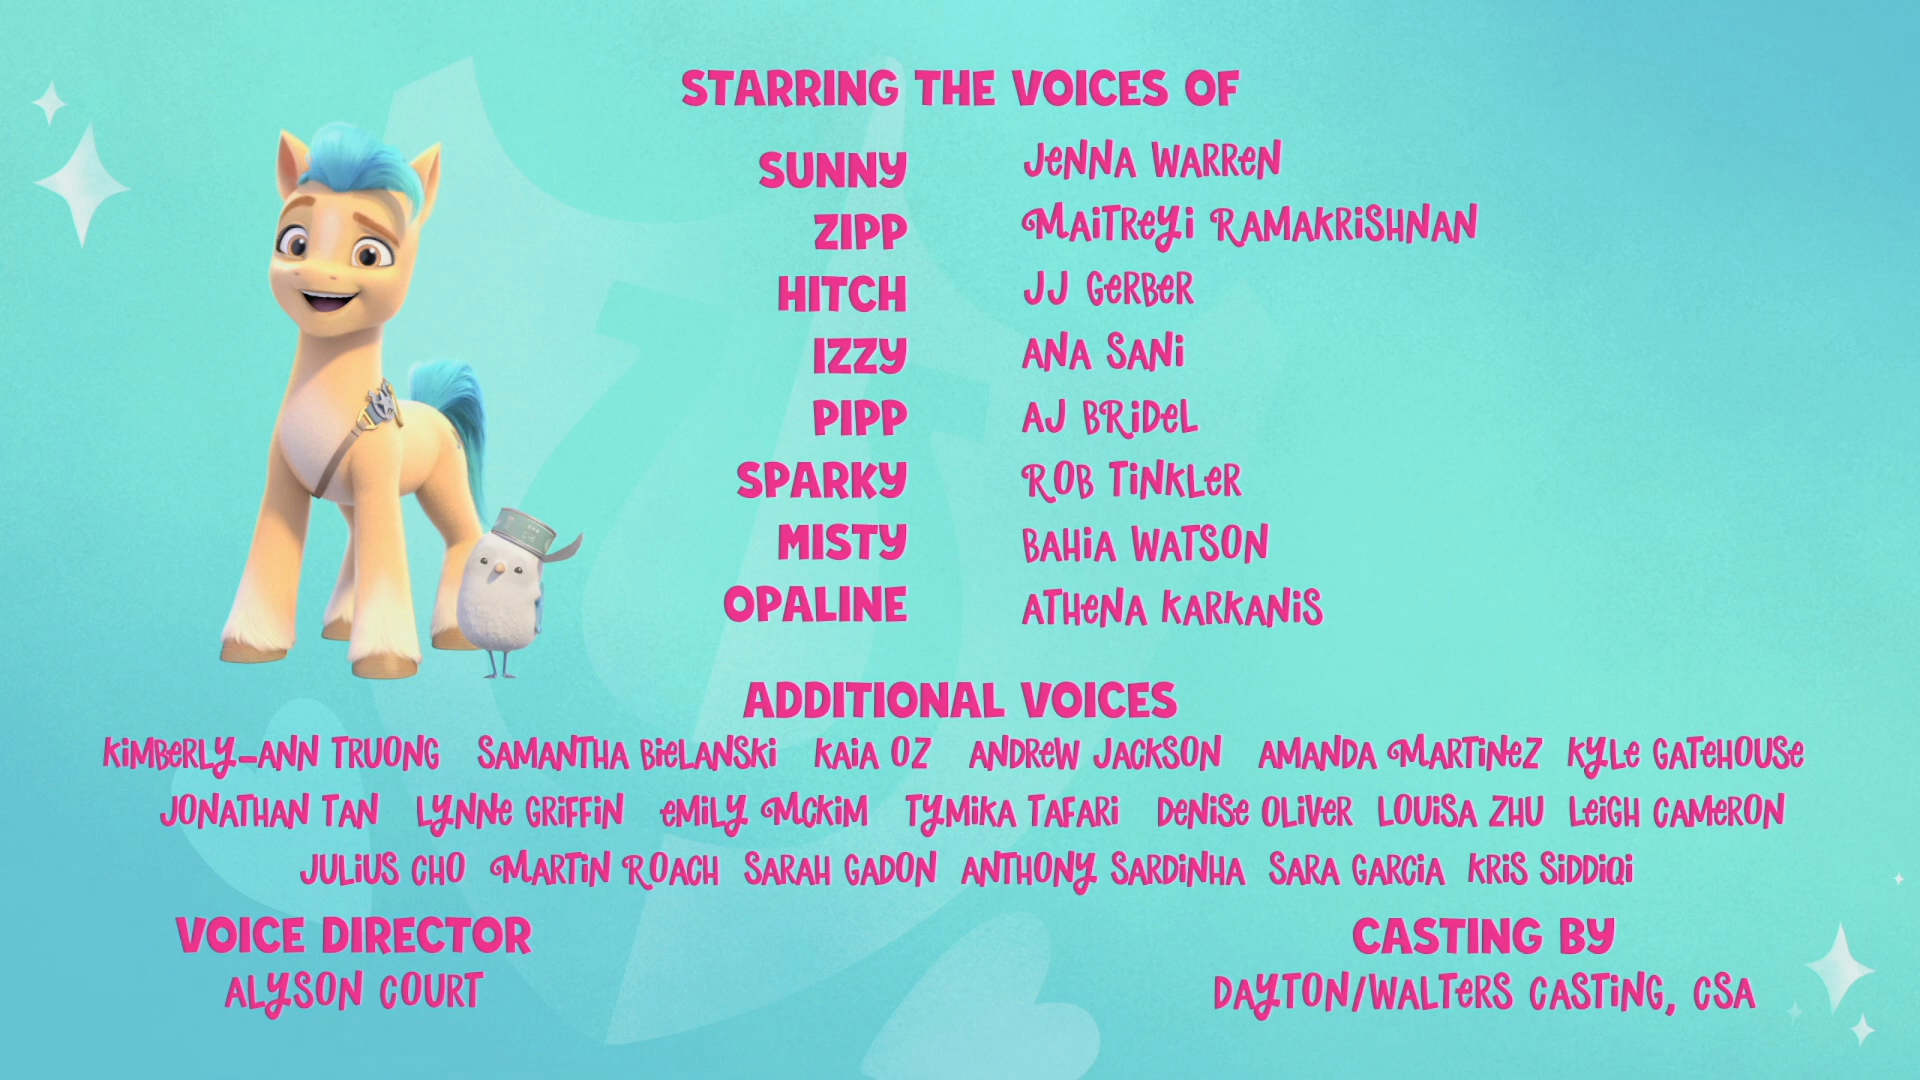 STARRING THE VOICES OF
SUNNY JENNA WARREN
ZIPP MAITREYI RAMAKRISHNAN
HITCH JJ GERBER
IZZY ANA SANI
PIPP AJ BRIDEL
SPARKY ROB TINKLER
MISTY BAHIA WATSON
OPALINE ATHENA KARKANIS
ADDITIONAL VOICES
KIMBERLY-ANN TRUONG SAMANTHA BIELANSKI KAIA OZ ANDREW JACKSON AMANDA MARTINEZ KYLE GATEHOUSE
JONATHAN TAN LYNNE GRIFFIN EMILY MCKIM TYMIKA TAFARI DENISE OLIVER LOUISA ZHU LEIGH CAMERON
JULIUS CHO MARTIN ROACH SARAH GADON ANTHONY SARDINHA SARA GARCIA KRIS SIDDIQI
VOICE DIRECTOR
ALYSON COURT
CASTING BY
DAYTON/WALTERS CASTING, CSA